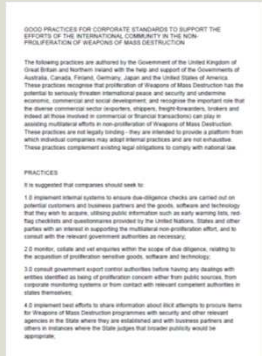 GOOD PRACTICES FOR CORPORATE STANDARDS TO SUPPORT THE
EFFORTS OF THE INTERNATIONAL COMMUNITY IN THE NON-
PROLIFERATION OF WEAPONS OF MASS DESTRUCTION
The following practices are authored by the Government of the United Kingdom of
Great Britain and Northern Ireland with the help and support of the Governments of
Australia, Canada, Finland, Germany, Japan and the United States of America.
These practices recognise that proliferation of Weapons of Mass Destruction has the
potential to seriously threaten international peace and security and undermine
economic, commercial and social development, and recognise the important role that
the diverse commercial sector (exporters, shippers, freight-forwarders, brokers and
indeed all those involved in commercial or financial transactions) can play in
assisting multilateral efforts in non-proliferation of Weapons of Mass Destruction.
These practices are not legally binding - they are intended to provide a platform from
which individual companies may adapt internal practices and are not exhaustive.
These practices complement existing legal obligations to comply with national law.
PRACTICES
It is suggested that companies should seek to:
1.0 implement internal systems to ensure due-diligence checks are carried out on
potential customers and business partners and the goods, software and technology
that they wish to acquire, utilising public information such as early warning lists, red-
flag checklists and questionnaires provided by the United Nations, States and other
parties with an interest in supporting the multilateral non-proliferation effort, and to
consult with the relevant government authorities as necessary;
2.0 monitor, collate and vet enquiries within the scope of due diligence, relating to
the acquisition of proliferation sensitive goods, software and technology;
3.0 consult government export control authorities before having any dealings with
entities identified as being of proliferation concern either from public sources, from
corporate monitoring systems or from contact with relevant competent authorities in
states themselves;
4.0 implement best efforts to share information about illicit attempts to procure items
for Weapons of Mass Destruction programmes with security and other relevant
agencies in the State where they are established and with business partners and
others in instances where the State judges that broader publicity would be
appropriate;